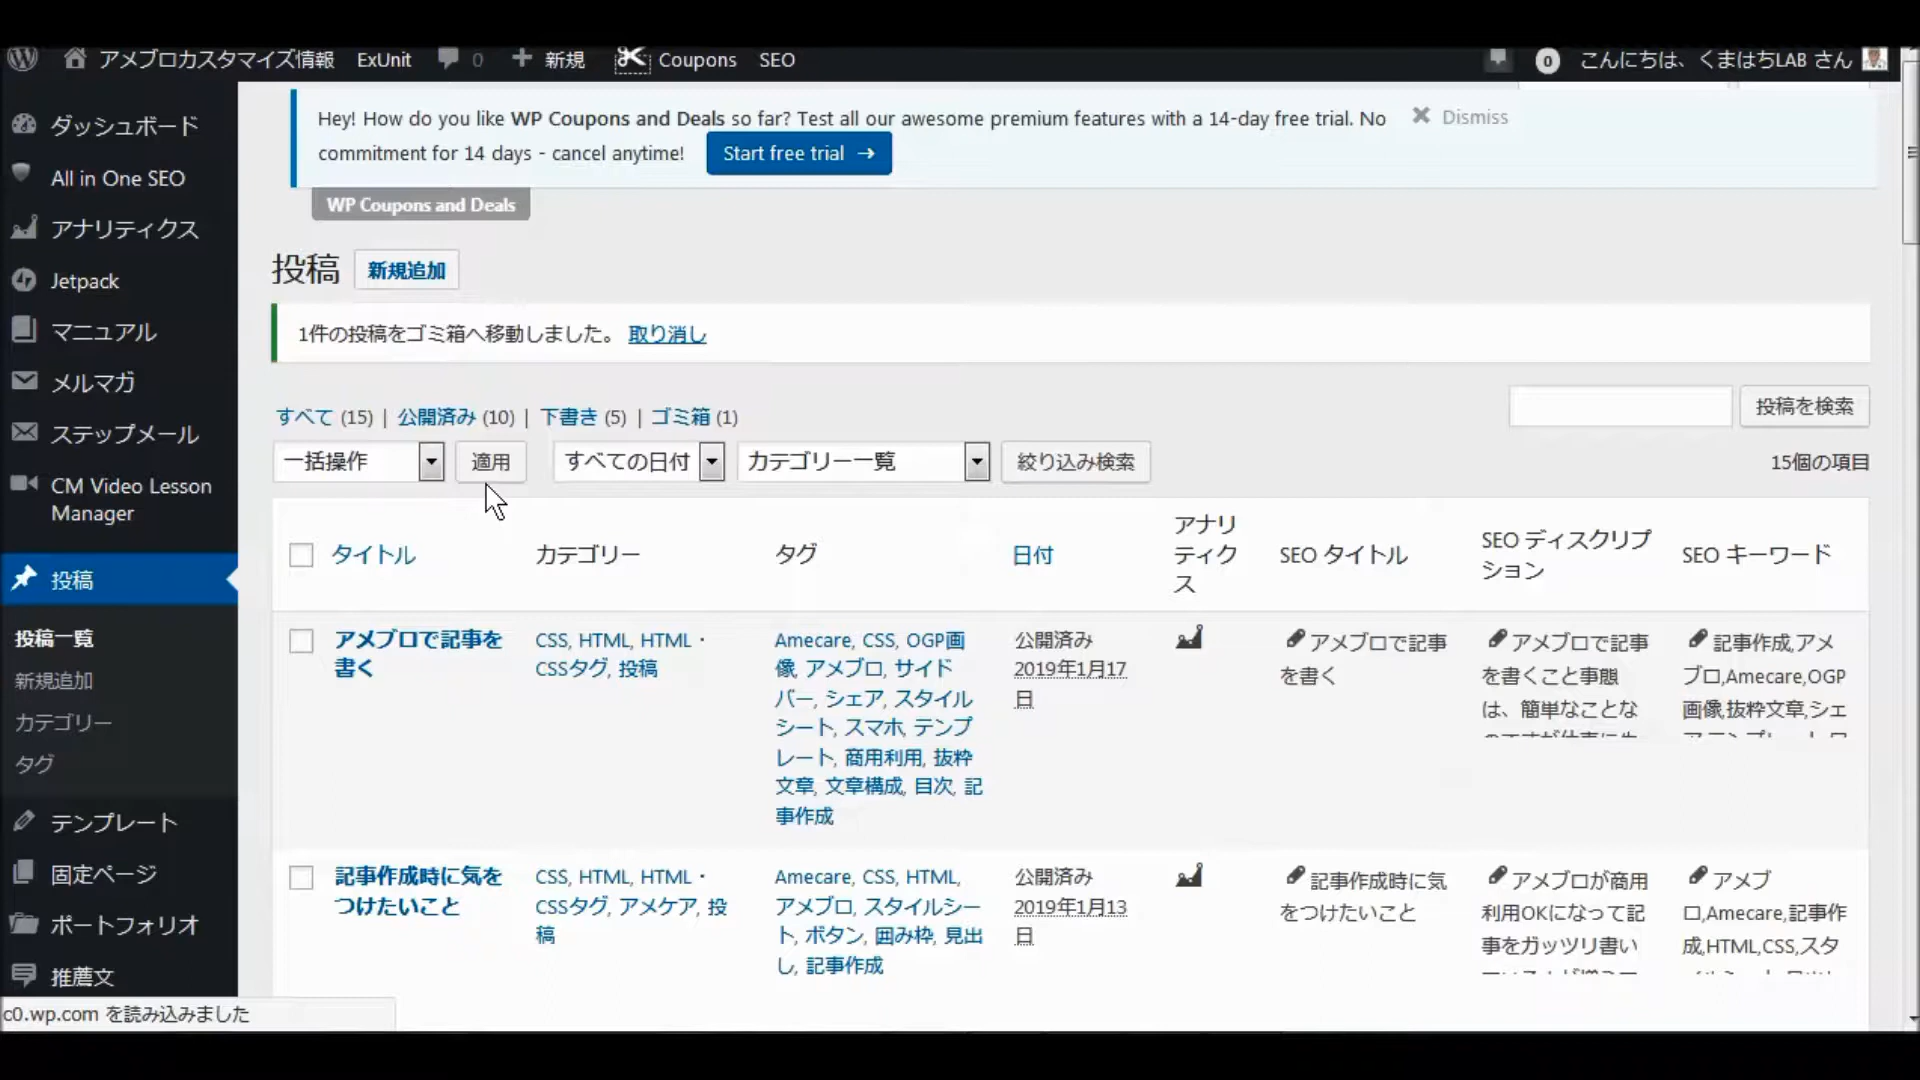 アメブロカスタマイズ情報 ExUnit 0 新規 Coupons SEO 0 こんにちは、くまはちLAB さん
ダッシュボード
All in One SEO
アナリティクス
Jetpack
マニュアル
メルマガ
ステップメール
CM Video Lesson
Manager
投稿
投稿一覧
新規追加
カテゴリー
タグ
テンプレート
固定ページ
ポートフォリオ
推薦文
c0.wp.com を読み込みました
Hey! How do you like WP Coupons and Deals so far? Test all our awesome premium features with a 14-day free trial. No
commitment for 14 days - cancel anytime! Start free trial →
Dismiss
WP Coupons and Deals
投稿 新規追加
1件の投稿をゴミ箱へ移動しました。 取り消し
すべて (15) | 公開済み (10) | 下書き (5) | ゴミ箱 (1)
投稿を検索
一括操作 適用 すべての日付 カテゴリー一覧 絞り込み検索 15個の項目
タイトル
カテゴリー
タグ
日付
アナリ
ティク
ス
SEO タイトル
SEO ディスクリプ
ション
SEO キーワード
アメブロで記事を
書く
CSS, HTML, HTML・
CSSタグ, 投稿
Amecare, CSS, OGP画
像, アメブロ, サイド
バー, シェア, スタイル
シート, スマホ, テンプ
レート, 商用利用, 抜粋
文章, 文章構成, 目次, 記
事作成
公開済み
2019年1月17
日
アメブロで記事
を書く
アメブロで記事
を書くこと事態
は、簡単なことな
記事作成,アメ
ブロ,Amecare,OGP
画像,抜粋文章,シェ
記事作成時に気を
つけたいこと
CSS, HTML, HTML・
CSSタグ, アメケア, 投
稿
Amecare, CSS, HTML,
アメブロ, スタイルシー
ト, ボタン, 囲み枠, 見出
し, 記事作成
公開済み
2019年1月13
日
記事作成時に気
をつけたいこと
アメブロが商用
利用OKになって記
事をガッツリ書い
アメブ
ロ,Amecare,記事作
成,HTML,CSS,スタ